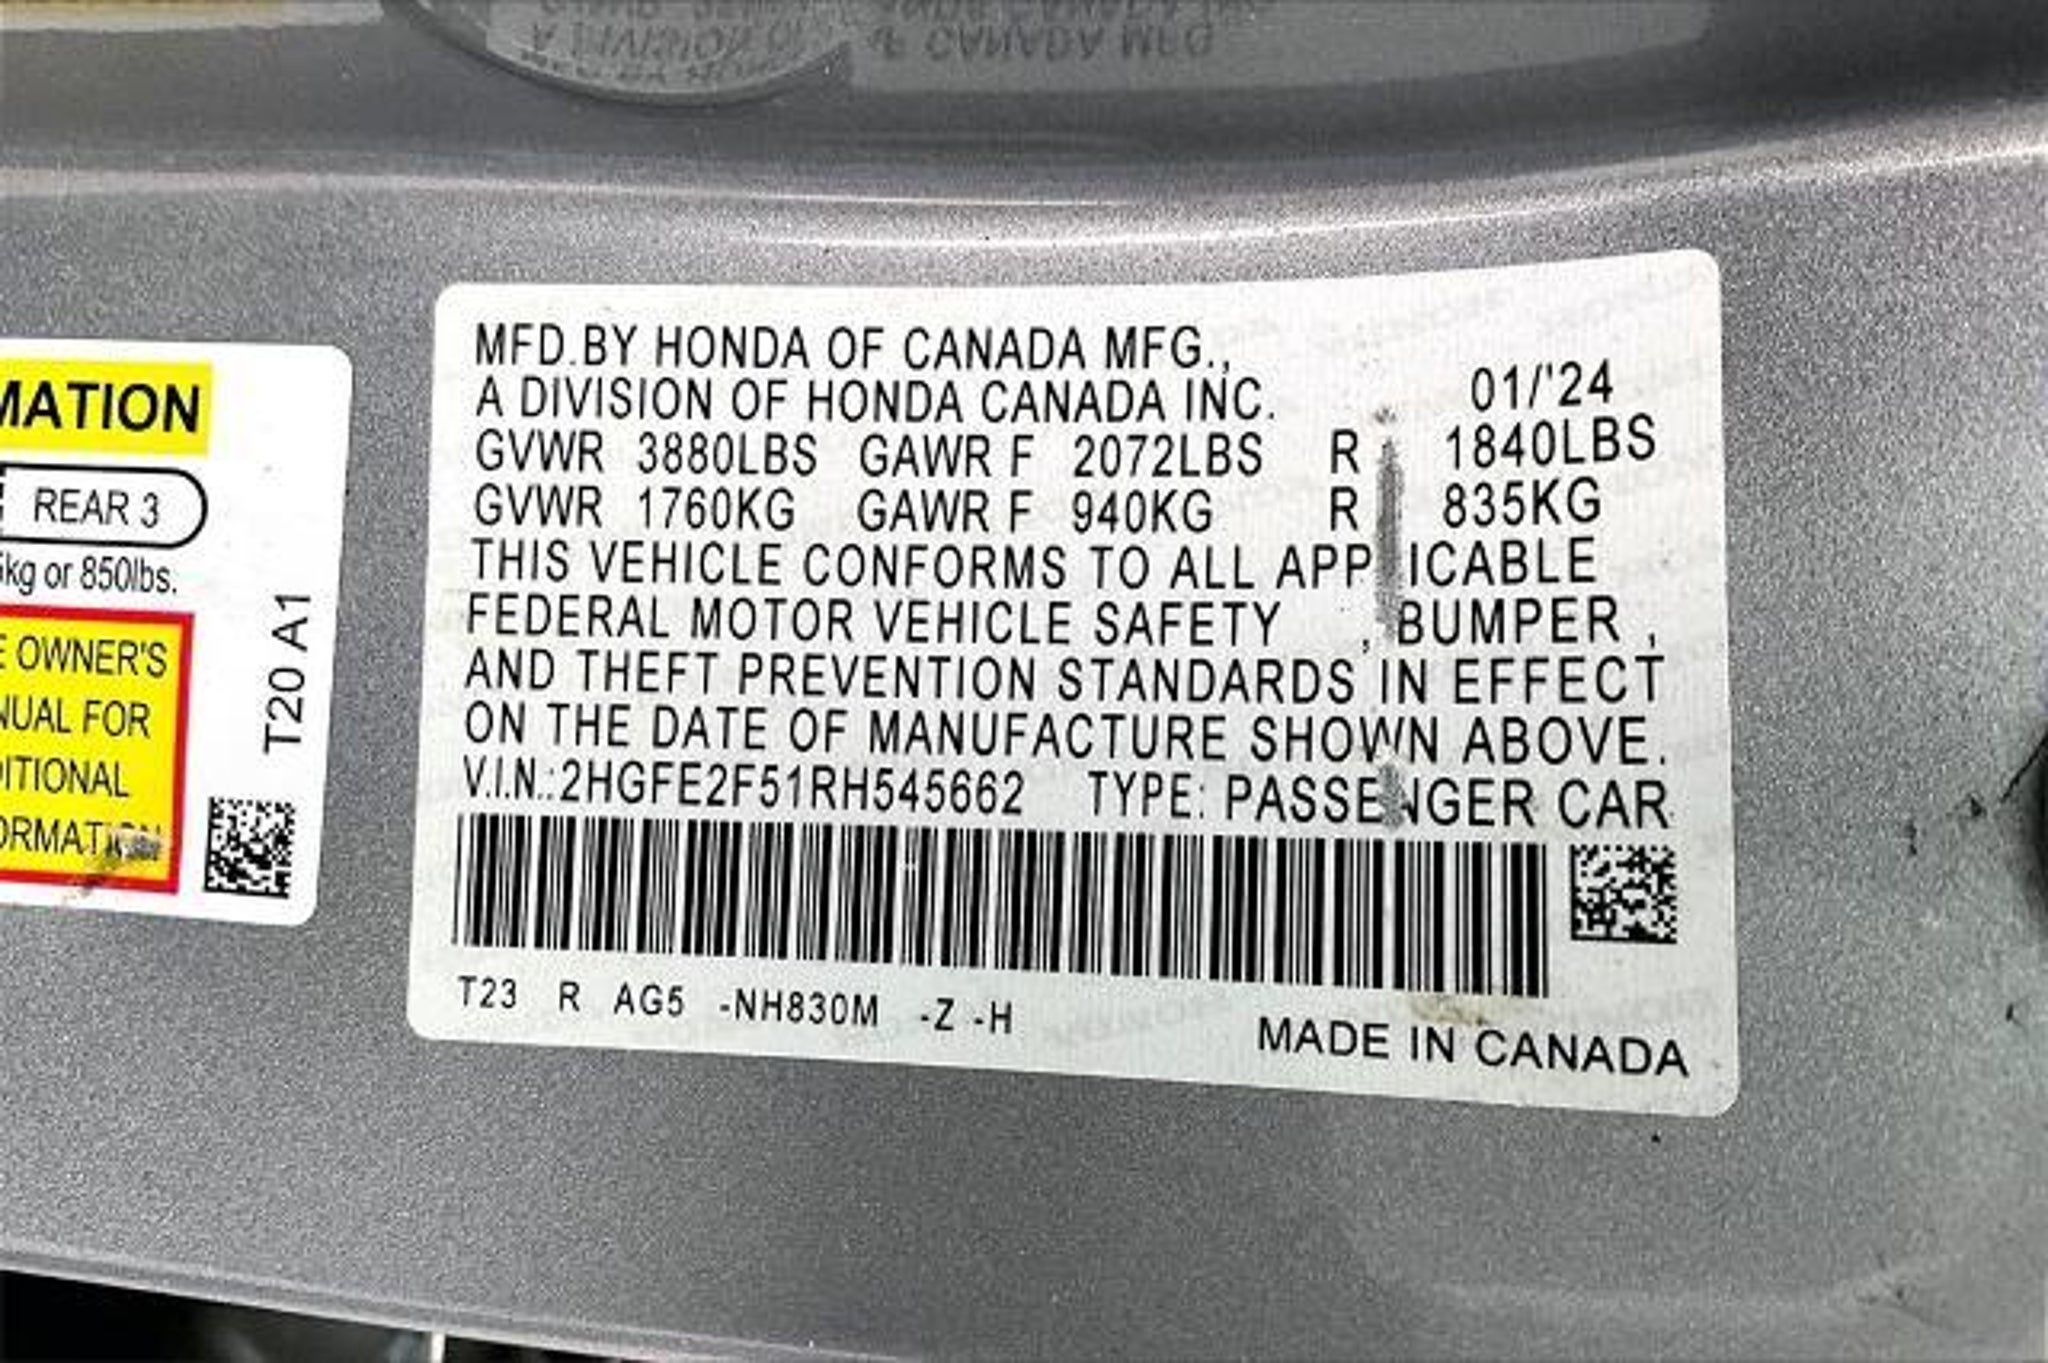 MATION
REAR 3
kg or 850lbs.
OWNER'S
FOR
T20 A1
MFD.BY HONDA OF CANADA MFG.,
A DIVISION OF HONDA CANADA INC. 01/'24
GVWR 3880LBS GAWR F 2072LBS R 1840LBS
GVWR 1760KG GAWR F 940KG R 835KG
THIS VEHICLE CONFORMS TO ALL APPLICABLE
FEDERAL MOTOR VEHICLE SAFETY , BUMPER ,
AND THEFT PREVENTION STANDARDS IN EFFECT
ON THE DATE OF MANUFACTURE SHOWN ABOVE.
V.I.N.:2HGFE2F51RH545662 TYPE: PASSENGER CAR
T23 R AG5 -NH830M -Z -H
MADE IN CANADA